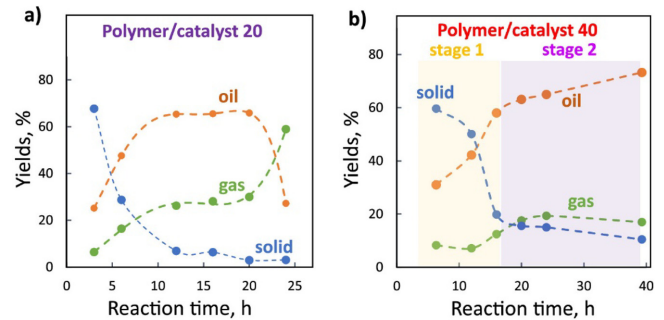 a)
Polymer/catalyst 20
Yields, %
80
60
40
20
0
oil
gas
solid
0 5 10 15 20 25
Reaction time, h
b)
Polymer/catalyst 40
stage 1 stage 2
Yields, %
80
60
40
20
0
solid
oil
gas
0 10 20 30 40
Reaction time, h